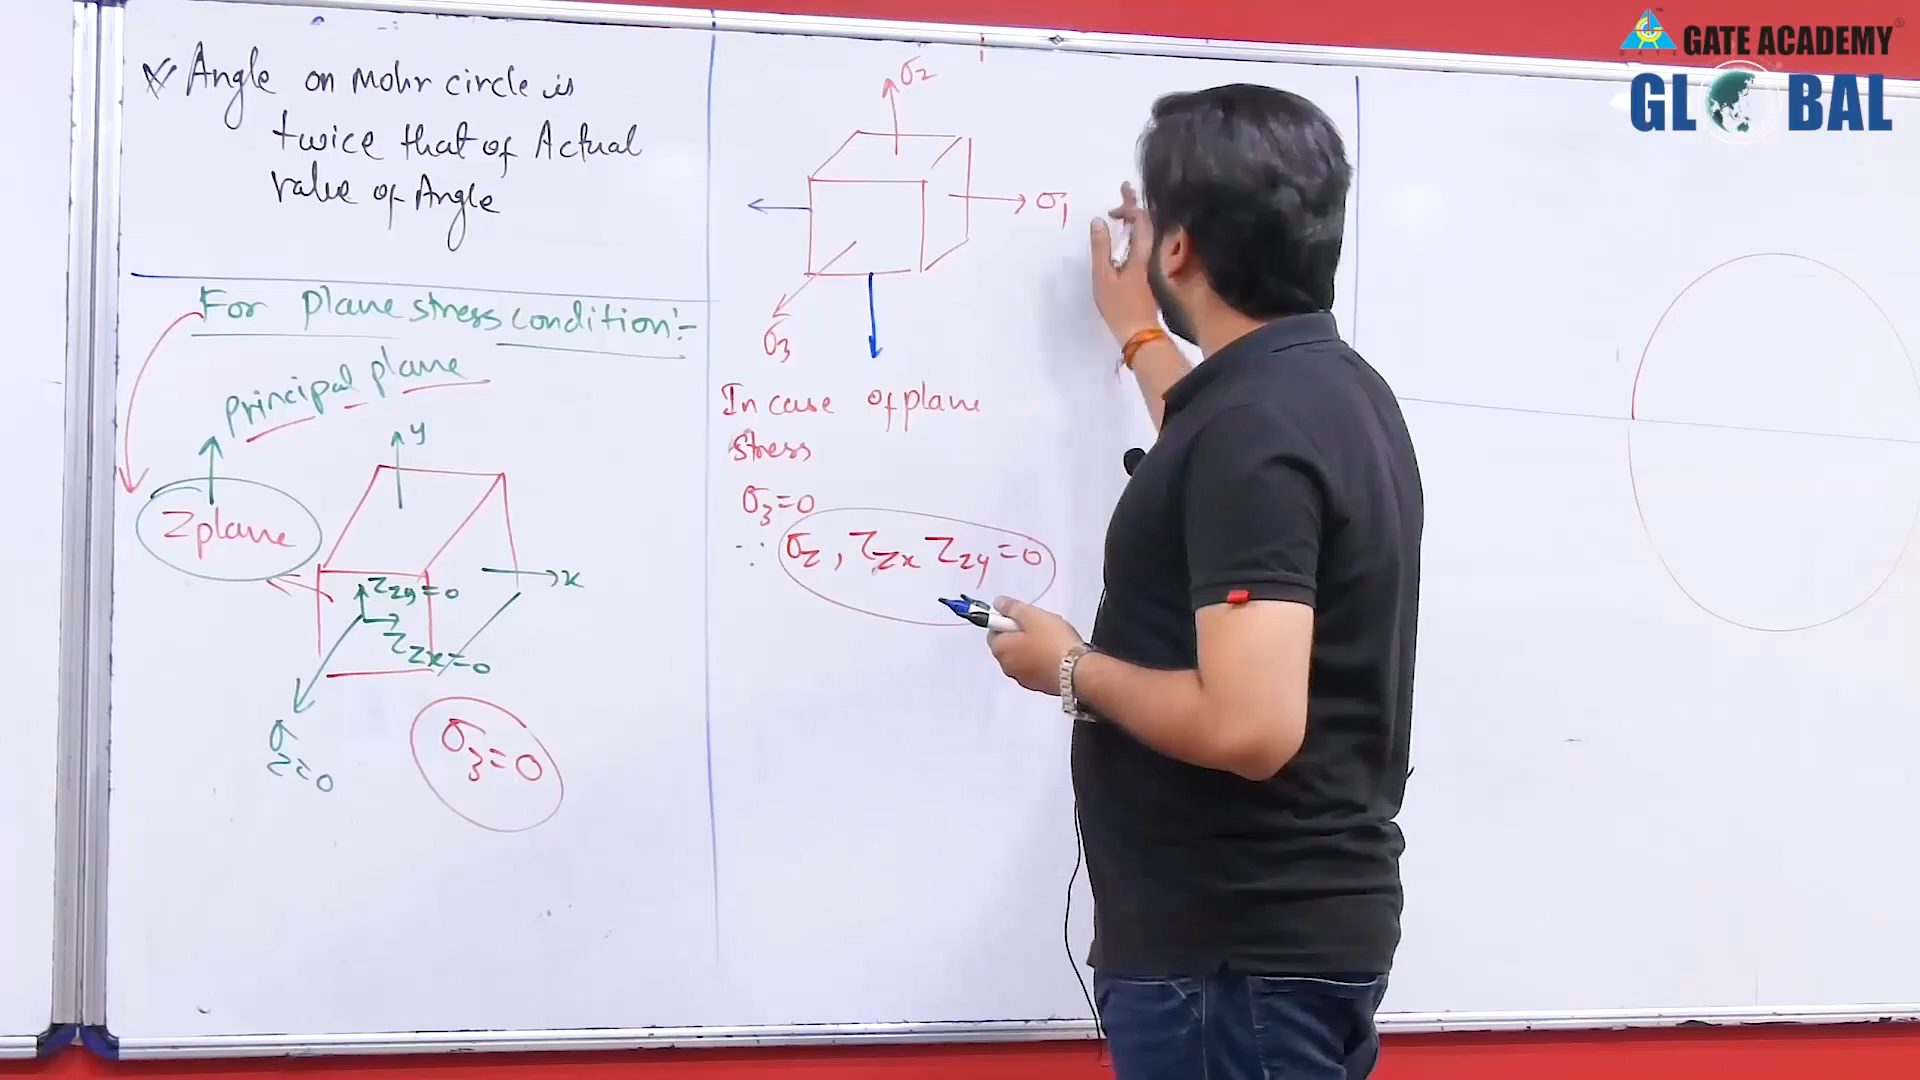 Angle on Mohr circle is
twice that of Actual
value of Angle
For plane stress condition:-
principal plane
y
Z plane
x
τzy=0
τzx=0
σz=0
σ3=0
σ2
σ1
σ3
In case of plane
stress
σ3=0
∵ σz, τzx τzy=0
GATE ACADEMY
GLOBAL